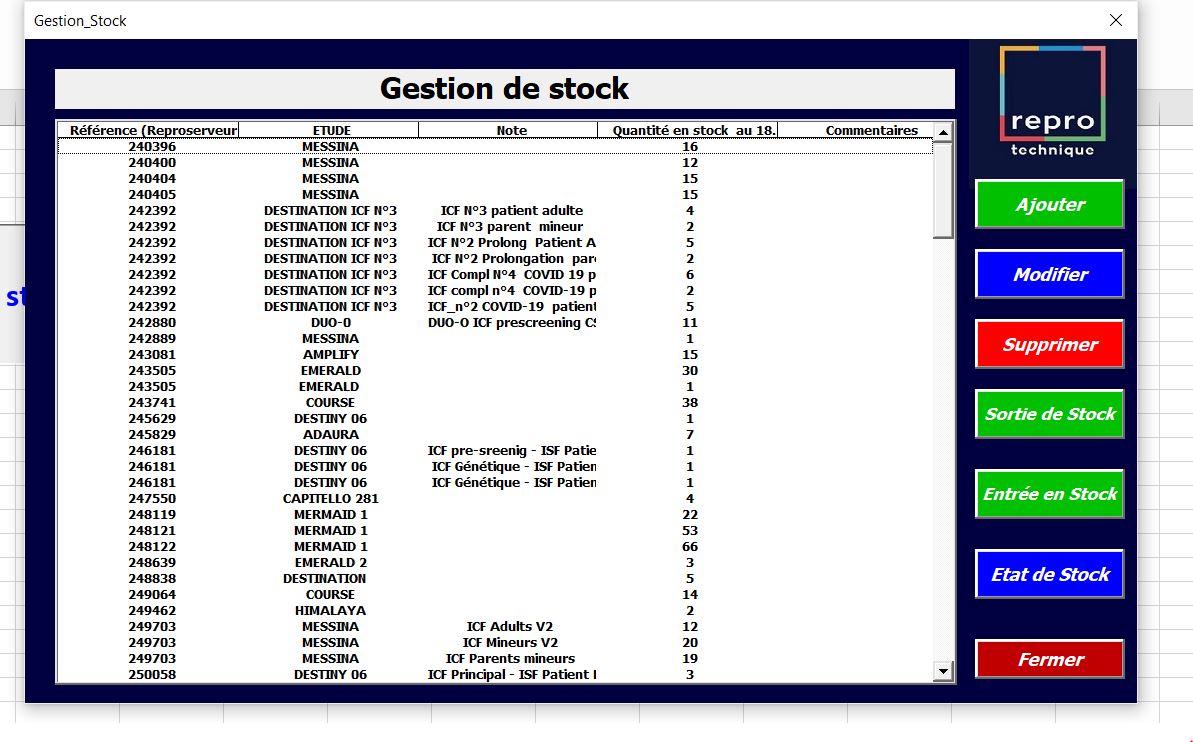 Gestion_Stock
Gestion de stock
repro
technique
Référence (Reproserveur ETUDE Note Quantité en stock au 18. Commentaires
240396 MESSINA 16
240400 MESSINA 12
240404 MESSINA 15
240405 MESSINA 15
242392 DESTINATION ICF N°3 ICF N°3 patient adulte 4
242392 DESTINATION ICF N°3 ICF N°3 parent mineur 2
242392 DESTINATION ICF N°3 ICF N°2 Prolong Patient A 5
242392 DESTINATION ICF N°3 ICF N°2 Prolongation par 2
242392 DESTINATION ICF N°3 ICF Compl N°4 COVID 19 p 6
242392 DESTINATION ICF N°3 ICF compl n°4 COVID-19 p 2
242392 DESTINATION ICF N°3 ICF_n°2 COVID-19 patient 5
242880 DUO-0 DUO-O ICF prescreening CS 11
242889 MESSINA 1
243081 AMPLIFY 15
243505 EMERALD 30
243505 EMERALD 1
243741 COURSE 38
245629 DESTINY 06 1
245829 ADAURA 7
246181 DESTINY 06 ICF pre-sreenig - ISF Patie 1
246181 DESTINY 06 ICF Génétique - ISF Patien 1
246181 DESTINY 06 ICF Génétique - ISF Patien 1
247550 CAPITELLO 281 4
248119 MERMAID 1 22
248121 MERMAID 1 53
248122 MERMAID 1 66
248639 EMERALD 2 3
248838 DESTINATION 5
249064 COURSE 14
249462 HIMALAYA 2
249703 MESSINA ICF Adults V2 12
249703 MESSINA ICF Mineurs V2 20
249703 MESSINA ICF Parents mineurs 19
250058 DESTINY 06 ICF Principal - ISF Patient 3
Ajouter
Modifier
Supprimer
Sortie de Stock
Entrée en Stock
Etat de Stock
Fermer
st